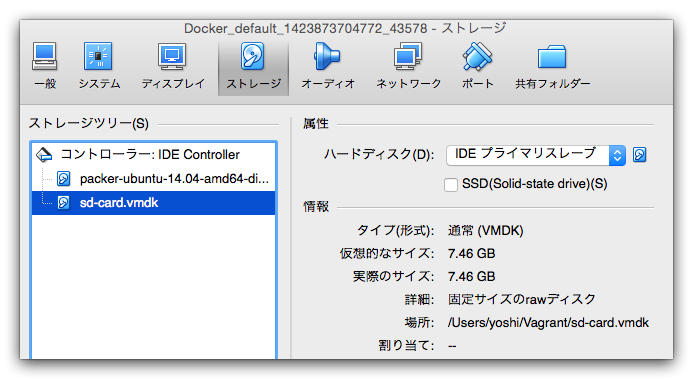 Docker_default_1423873704772_43578 - ストレージ
一般 システム ディスプレイ ストレージ オーディオ ネットワーク ポート 共有フォルダー
ストレージツリー(S)
コントローラー: IDE Controller
packer-ubuntu-14.04-amd64-di...
sd-card.vmdk
属性
ハードディスク(D): IDE プライマリスレーブ
SSD(Solid-state drive)(S)
情報
タイプ(形式): 通常 (VMDK)
仮想的なサイズ: 7.46 GB
実際のサイズ: 7.46 GB
詳細: 固定サイズのrawディスク
場所: /Users/yoshi/Vagrant/sd-card.vmdk
割り当て: --